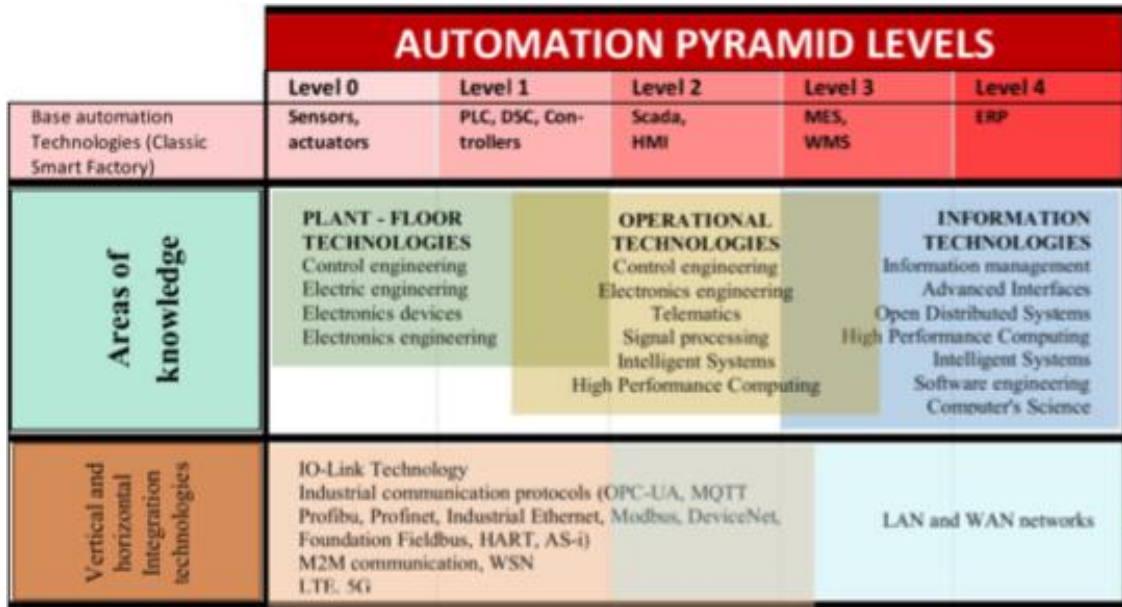 AUTOMATION PYRAMID LEVELS
Level 0
Level 1
Level 2
Level 3
Level 4
Base automation
Technologies (Classic
Smart Factory)
Sensors,
actuators
PLC, DSC, Con-
trollers
Scada,
HMI
MES,
WMS
ERP
Areas of
knowledge
PLANT - FLOOR
TECHNOLOGIES
Control engineering
Electric engineering
Electronics devices
Electronics engineering
OPERATIONAL
TECHNOLOGIES
Control engineering
Electronics engineering
Telematics
Signal processing
Intelligent Systems
High Performance Computing
INFORMATION
TECHNOLOGIES
Information management
Advanced Interfaces
Open Distributed Systems
High Performance Computing
Intelligent Systems
Software engineering
Computer's Science
Vertical and
horizontal
Integration
technologies
IO-Link Technology
Industrial communication protocols (OPC-UA, MQTT
Profibu, Profinet, Industrial Ethernet, Modbus, DeviceNet,
Foundation Fieldbus, HART, AS-i)
M2M communication, WSN
LTE, 5G
LAN and WAN networks